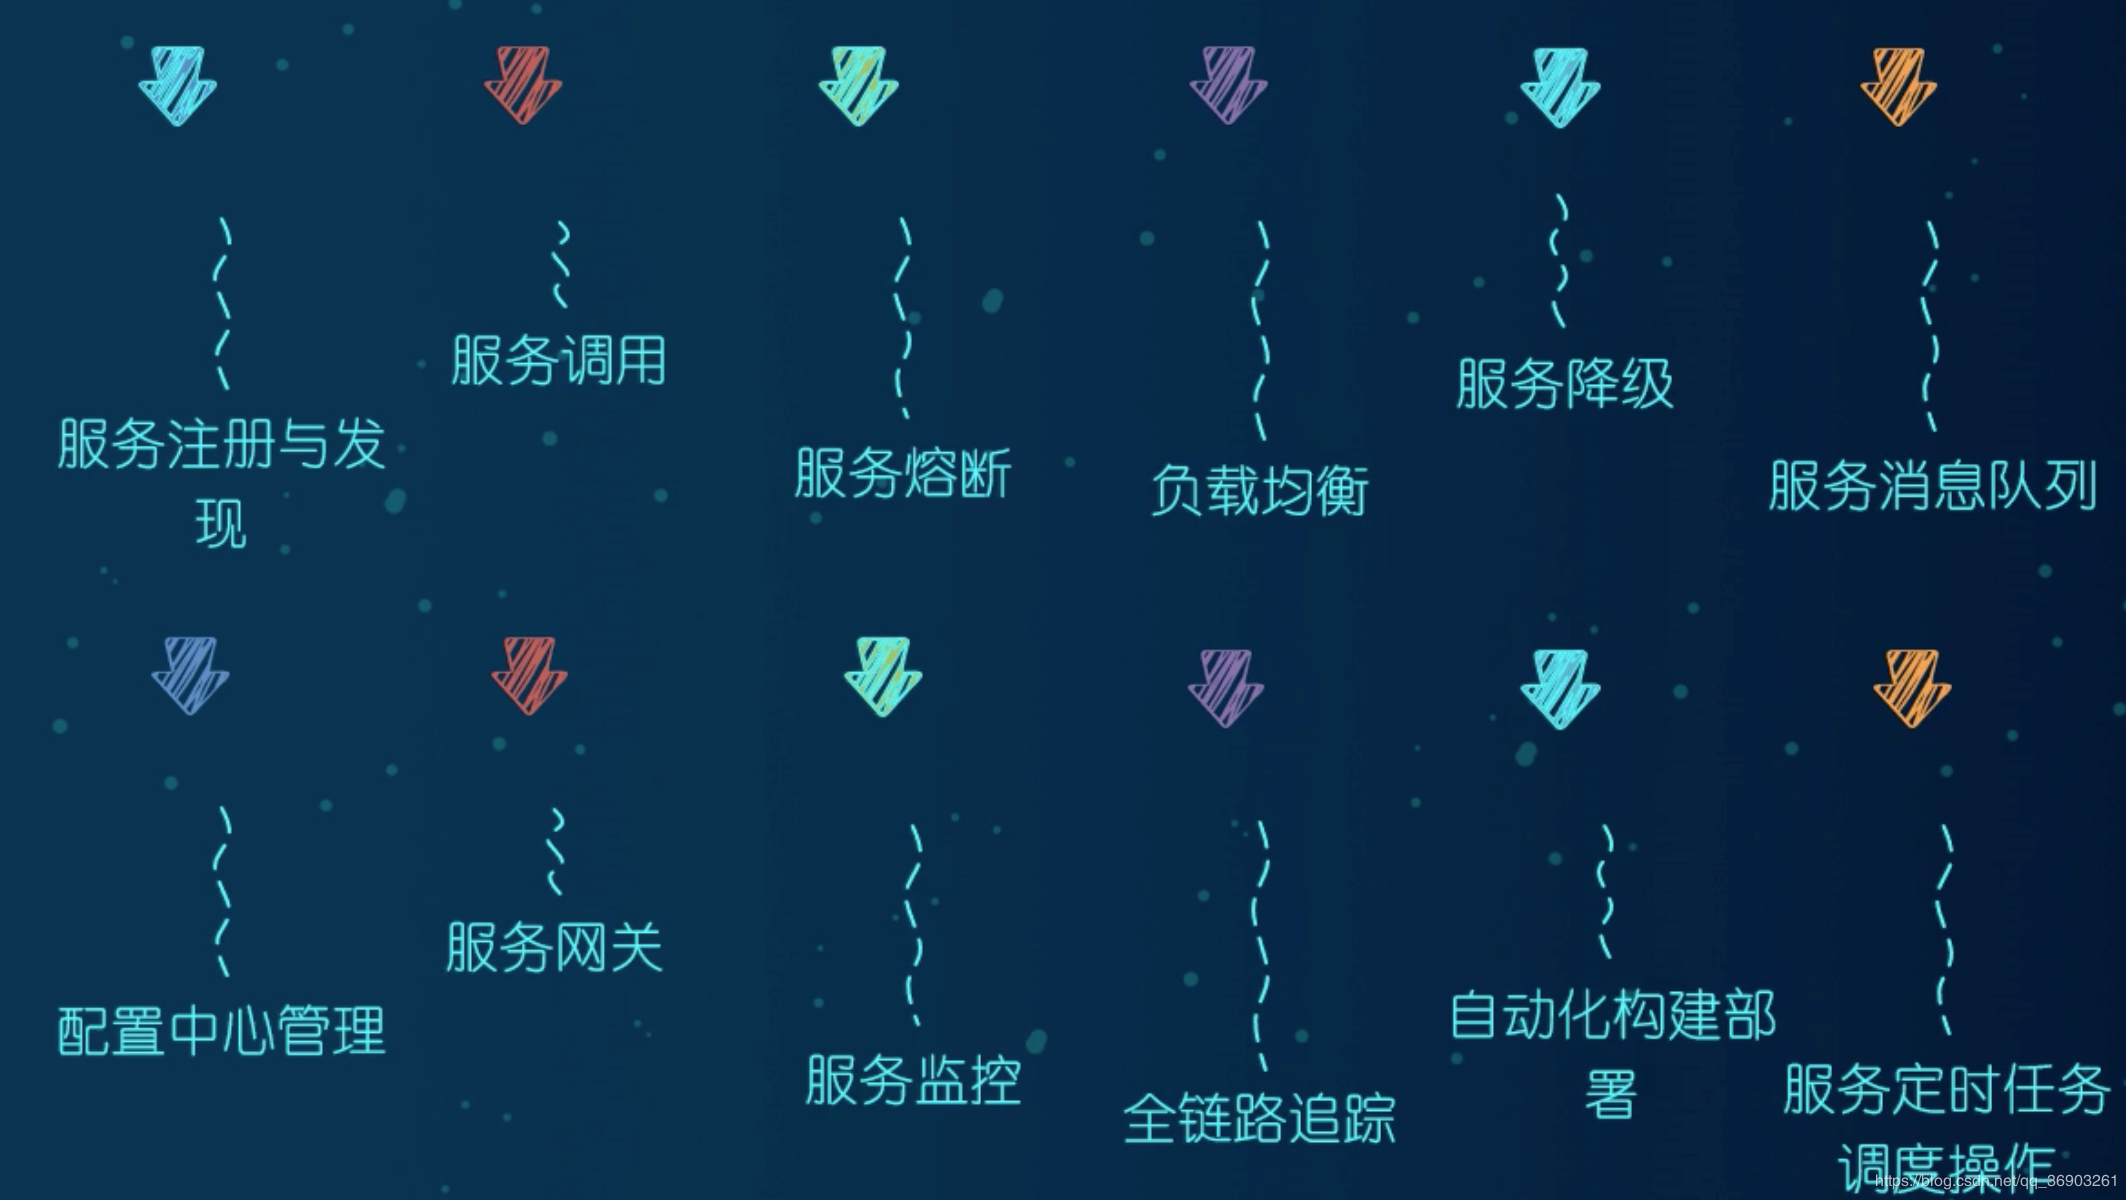 服务注册与发
现
服务调用
服务熔断
负载均衡
服务降级
服务消息队列
配置中心管理
服务网关
服务监控
全链路追踪
自动化构建部
署
服务定时任务
调度操作
https://blog.csdn.net/qq_36903261